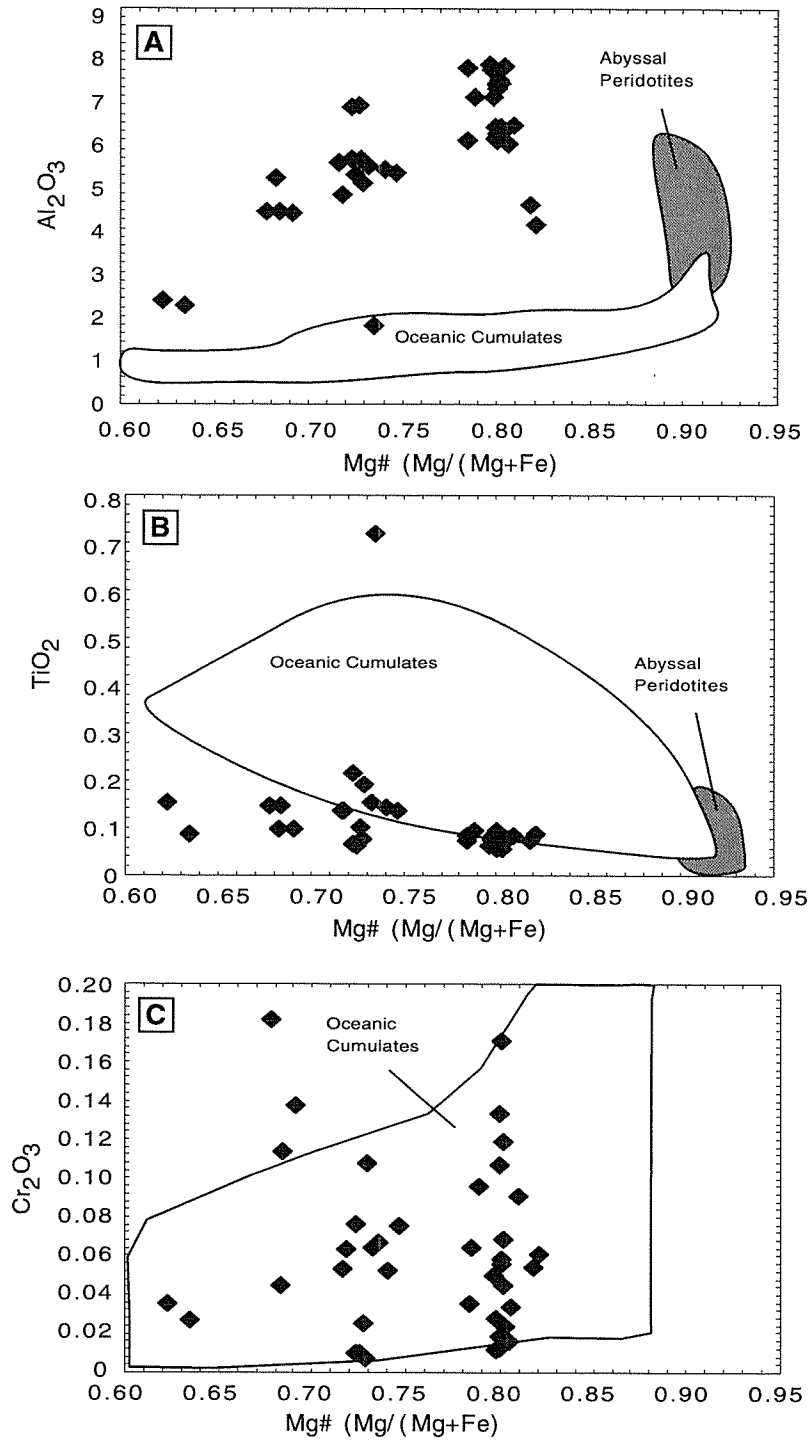 A
9
8
7
6
5
4
3
2
1
0
Al2O3
Abyssal
Peridotites
Oceanic Cumulates
0.60 0.65 0.70 0.75 0.80 0.85 0.90 0.95
Mg# (Mg/(Mg+Fe)
B
0.8
0.7
0.6
0.5
0.4
0.3
0.2
0.1
0
TiO2
Oceanic Cumulates
Abyssal
Peridotites
0.60 0.65 0.70 0.75 0.80 0.85 0.90 0.95
Mg# (Mg/(Mg+Fe)
C
0.20
0.18
0.16
0.14
0.12
0.10
0.08
0.06
0.04
0.02
0
Cr2O3
Oceanic
Cumulates
0.60 0.65 0.70 0.75 0.80 0.85 0.90 0.95
Mg# (Mg/(Mg+Fe)